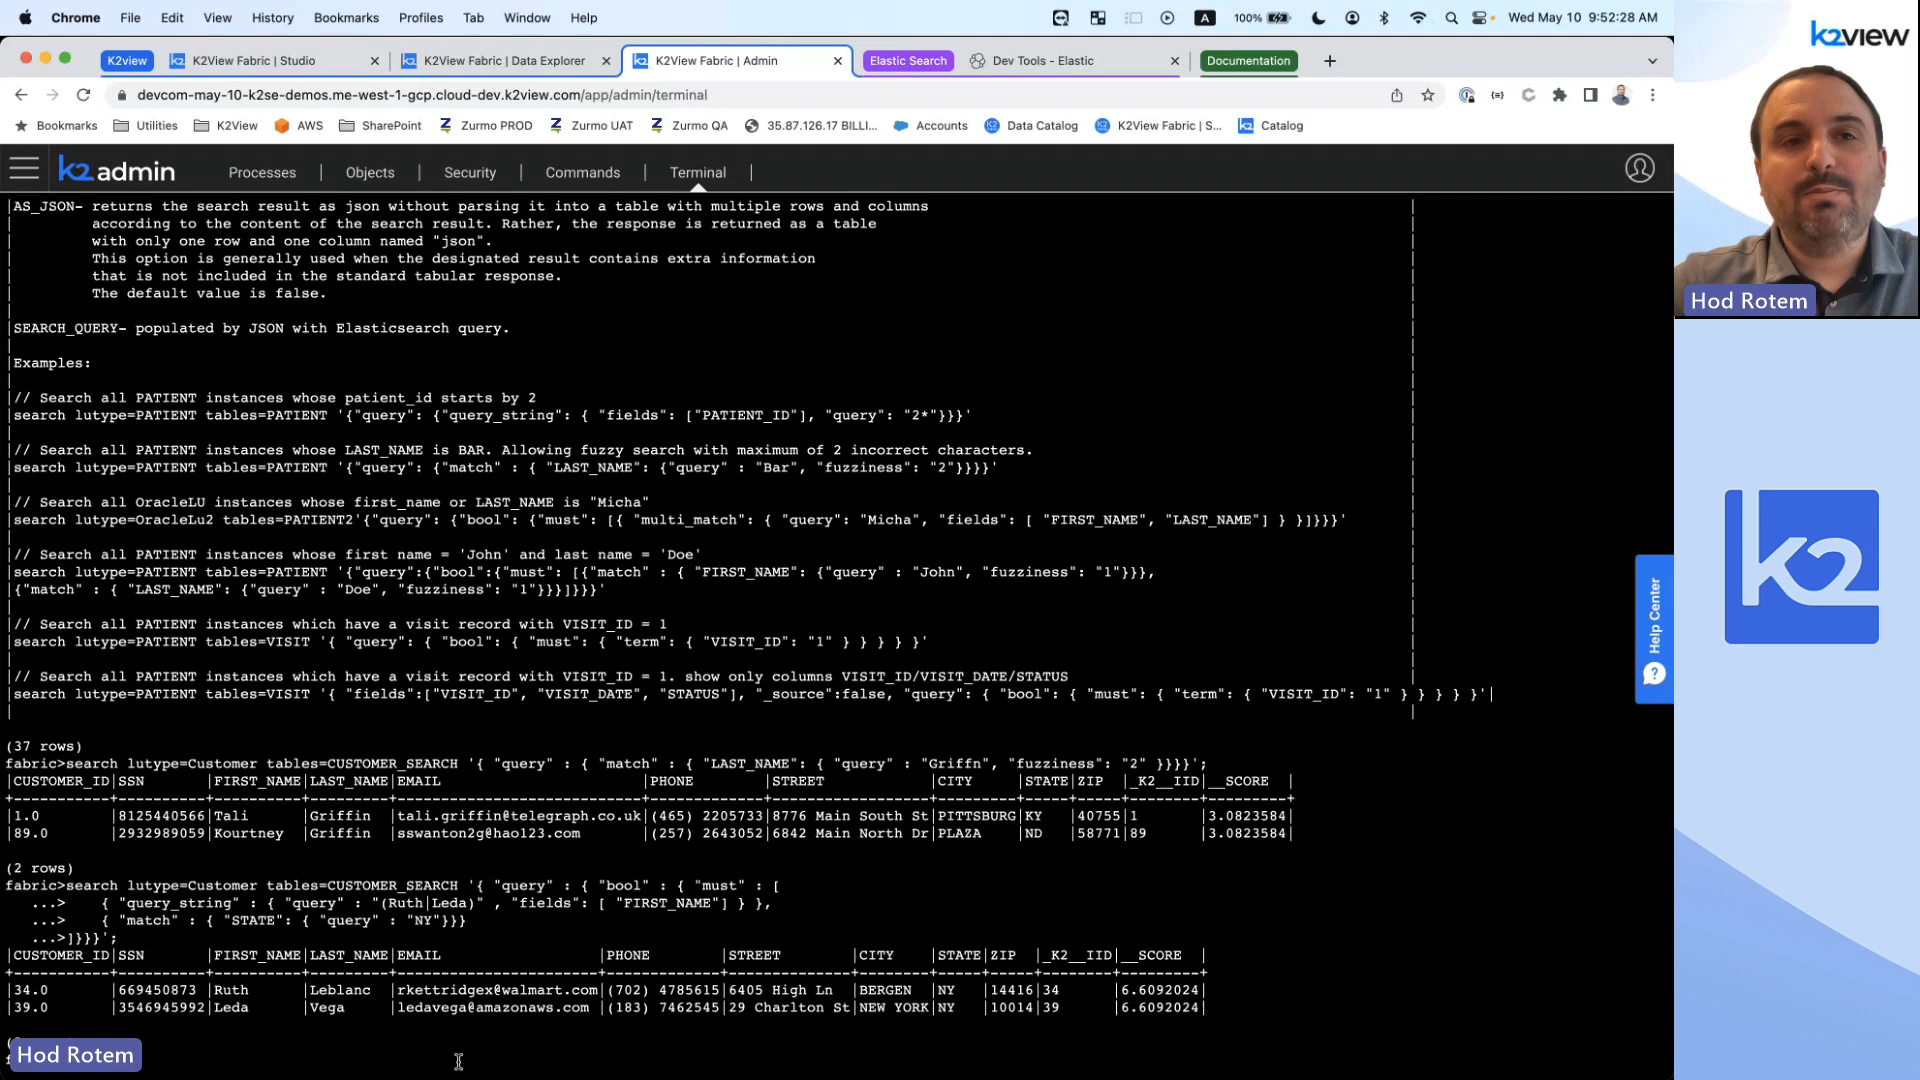 Chrome File Edit View History Bookmarks Profiles Tab Window Help
A 100% Wed May 10 9:52:28 AM
K2view K2View Fabric | Studio K2View Fabric | Data Explorer K2View Fabric | Admin Elastic Search Dev Tools - Elastic Documentation
devcom-may-10-k2se-demos.me-west-1-gcp.cloud-dev.k2view.com/app/admin/terminal
Bookmarks Utilities K2View AWS SharePoint Zurmo PROD Zurmo UAT Zurmo QA 35.87.126.17 BILLI... Accounts Data Catalog K2View Fabric | S... Catalog
k2admin Processes | Objects | Security | Commands | Terminal |
|AS_JSON- returns the search result as json without parsing it into a table with multiple rows and columns |
according to the content of the search result. Rather, the response is returned as a table
with only one row and one column named "json".
This option is generally used when the designated result contains extra information
that is not included in the standard tabular response.
The default value is false.
|SEARCH_QUERY- populated by JSON with Elasticsearch query.
|Examples:
|// Search all PATIENT instances whose patient_id starts by 2
|search lutype=PATIENT tables=PATIENT '{"query": {"query_string": { "fields": ["PATIENT_ID"], "query": "2*"}}}'
|// Search all PATIENT instances whose LAST_NAME is BAR. Allowing fuzzy search with maximum of 2 incorrect characters.
|search lutype=PATIENT tables=PATIENT '{"query": {"match" : { "LAST_NAME": {"query" : "Bar", "fuzziness": "2"}}}}'
|// Search all OracleLU instances whose first_name or LAST_NAME is "Micha"
|search lutype=OracleLu2 tables=PATIENT2'{"query": {"bool": {"must": [{ "multi_match": { "query": "Micha", "fields": [ "FIRST_NAME", "LAST_NAME"] } }]}}}'
|// Search all PATIENT instances whose first name = 'John' and last name = 'Doe'
|search lutype=PATIENT tables=PATIENT '{"query":{"bool":{"must": [{"match" : { "FIRST_NAME": {"query" : "John", "fuzziness": "1"}}},
|{"match" : { "LAST_NAME": {"query" : "Doe", "fuzziness": "1"}}}]}}}'
|// Search all PATIENT instances which have a visit record with VISIT_ID = 1
|search lutype=PATIENT tables=VISIT '{ "query": { "bool": { "must": { "term": { "VISIT_ID": "1" } } } } }'
|// Search all PATIENT instances which have a visit record with VISIT_ID = 1. show only columns VISIT_ID/VISIT_DATE/STATUS
|search lutype=PATIENT tables=VISIT '{ "fields":["VISIT_ID", "VISIT_DATE", "STATUS"], "_source":false, "query": { "bool": { "must": { "term": { "VISIT_ID": "1" } } } } }'|
(37 rows)
fabric>search lutype=Customer tables=CUSTOMER_SEARCH '{ "query" : { "match" : { "LAST_NAME": { "query" : "Griffn", "fuzziness": "2" }}}}';
|CUSTOMER_ID|SSN |FIRST_NAME|LAST_NAME|EMAIL |PHONE |STREET |CITY |STATE|ZIP |_K2__IID|__SCORE |
+-----------+----------+----------+---------+-------------------------+--------------+------------------+----------+-----+-----+--------+---------+
|1.0 |8125440566|Tali |Griffin |tali.griffin@telegraph.co.uk|(465) 2205733|8776 Main South St|PITTSBURG|KY |40755|1 |3.0823584|
|89.0 |2932989059|Kourtney |Griffin |sswanton2g@hao123.com |(257) 2643052|6842 Main North Dr|PLAZA |ND |58771|89 |3.0823584|
(2 rows)
fabric>search lutype=Customer tables=CUSTOMER_SEARCH '{ "query" : { "bool" : { "must" : [
...> { "query_string" : { "query" : "(Ruth|Leda)" , "fields": [ "FIRST_NAME"] } },
...> { "match" : { "STATE": { "query" : "NY"}}}
...>]}}}';
|CUSTOMER_ID|SSN |FIRST_NAME|LAST_NAME|EMAIL |PHONE |STREET |CITY |STATE|ZIP |_K2__IID|__SCORE |
+-----------+----------+----------+---------+-----------------------+-------------+--------------+--------+-----+-----+--------+---------+
|34.0 |669450873 |Ruth |Leblanc |rkettridgex@walmart.com|(702) 4785615|6405 High Ln |BERGEN |NY |14416|34 |6.6092024|
|39.0 |3546945992|Leda |Vega |ledavega@amazonaws.com |(183) 7462545|29 Charlton St|NEW YORK|NY |10014|39 |6.6092024|
Hod Rotem
Help Center
k2view
Hod Rotem
k2